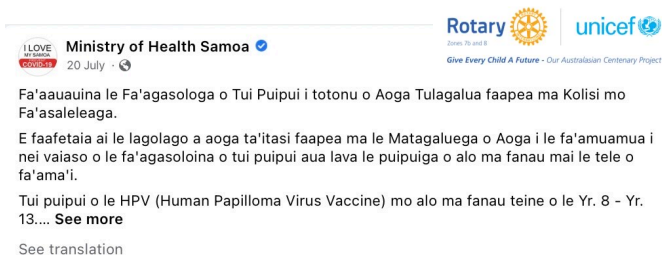 Rotary
Zones 7b and 8
unicef
Give Every Child A Future - Our Australasian Centenary Project
I LOVE
MY SAMOA
COVID-19
Ministry of Health Samoa
20 July ·
Fa'aauauina le Fa'agasologa o Tui Puipui i totonu o Aoga Tulagalua faapea ma Kolisi mo
Fa'asaleleaga.
E faafetaia ai le lagolago a aoga ta'itasi faapea ma le Matagaluega o Aoga i le fa'amuamua i
nei vaiaso o le fa'agasoloina o tui puipui aua lava le puipuiga o alo ma fanau mai le tele o
fa'ama'i.
Tui puipui o le HPV (Human Papilloma Virus Vaccine) mo alo ma fanau teine o le Yr. 8 - Yr.
13.... See more
See translation